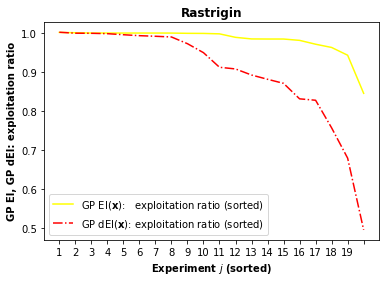 Rastrigin
GP EI, GP dEI: exploitation ratio
1.0
0.9
0.8
0.7
0.6
0.5
GP EI(x): exploitation ratio (sorted)
GP dEI(x): exploitation ratio (sorted)
1 2 3 4 5 6 7 8 9 10 11 12 13 14 15 16 17 18 19
Experiment j (sorted)